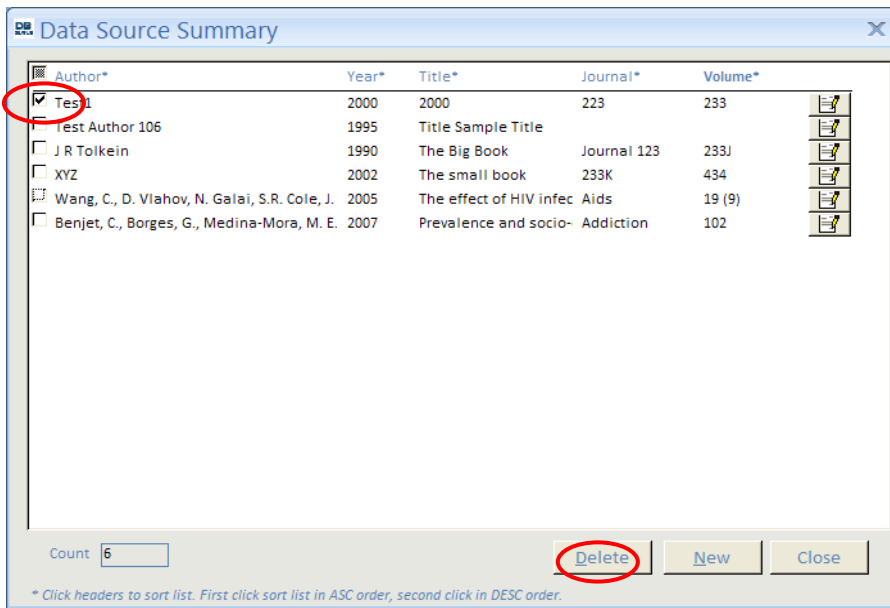 Data Source Summary
Author* Year* Title* Journal* Volume*
Test1 2000 2000 223 233
Test Author 106 1995 Title Sample Title
J R Tolkein 1990 The Big Book Journal 123 233J
XYZ 2002 The small book 233K 434
Wang, C., D. Vlahov, N. Galai, S.R. Cole, J. 2005 The effect of HIV infec Aids 19 (9)
Benjet, C., Borges, G., Medina-Mora, M. E. 2007 Prevalence and socio- Addiction 102
Count 6 Delete New Close
* Click headers to sort list. First click sort list in ASC order, second click in DESC order.